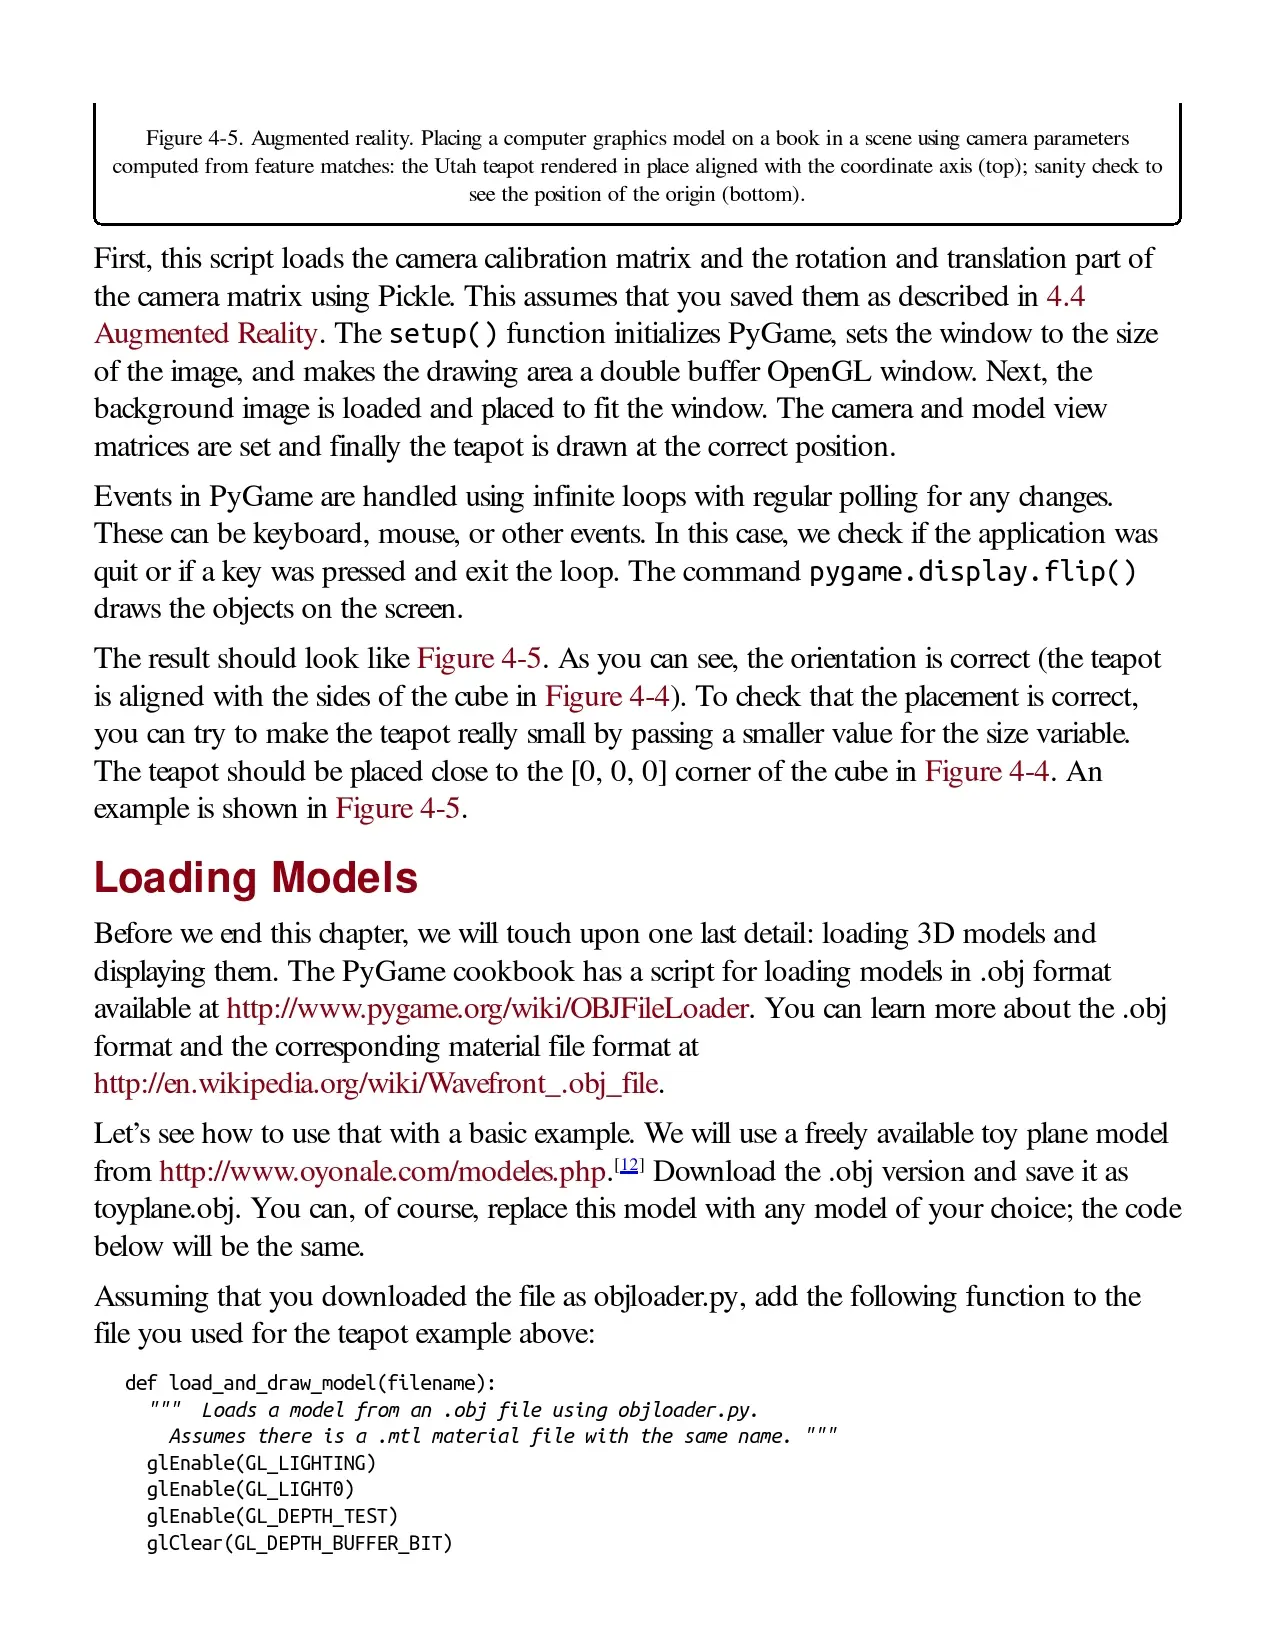 Figure 4-5. Augmented reality. Placing a computer graphics model on a book in a scene using camera parameters
computed from feature matches: the Utah teapot rendered in place aligned with the coordinate axis (top); sanity check to
see the position of the origin (bottom).
First, this script loads the camera calibration matrix and the rotation and translation part of
the camera matrix using Pickle. This assumes that you saved them as described in 4.4
Augmented Reality. The setup() function initializes PyGame, sets the window to the size
of the image, and makes the drawing area a double buffer OpenGL window. Next, the
background image is loaded and placed to fit the window. The camera and model view
matrices are set and finally the teapot is drawn at the correct position.
Events in PyGame are handled using infinite loops with regular polling for any changes.
These can be keyboard, mouse, or other events. In this case, we check if the application was
quit or if a key was pressed and exit the loop. The command pygame.display.flip()
draws the objects on the screen.
The result should look like Figure 4-5. As you can see, the orientation is correct (the teapot
is aligned with the sides of the cube in Figure 4-4). To check that the placement is correct,
you can try to make the teapot really small by passing a smaller value for the size variable.
The teapot should be placed close to the [0, 0, 0] corner of the cube in Figure 4-4. An
example is shown in Figure 4-5.
Loading Models
Before we end this chapter, we will touch upon one last detail: loading 3D models and
displaying them. The PyGame cookbook has a script for loading models in .obj format
available at http://www.pygame.org/wiki/OBJFileLoader. You can learn more about the .obj
format and the corresponding material file format at
http://en.wikipedia.org/wiki/Wavefront_.obj_file.
Let’s see how to use that with a basic example. We will use a freely available toy plane model
from http://www.oyonale.com/modeles.php.[12] Download the .obj version and save it as
toyplane.obj. You can, of course, replace this model with any model of your choice; the code
below will be the same.
Assuming that you downloaded the file as objloader.py, add the following function to the
file you used for the teapot example above:
def load_and_draw_model(filename):
""" Loads a model from an .obj file using objloader.py.
Assumes there is a .mtl material file with the same name. """
glEnable(GL_LIGHTING)
glEnable(GL_LIGHT0)
glEnable(GL_DEPTH_TEST)
glClear(GL_DEPTH_BUFFER_BIT)